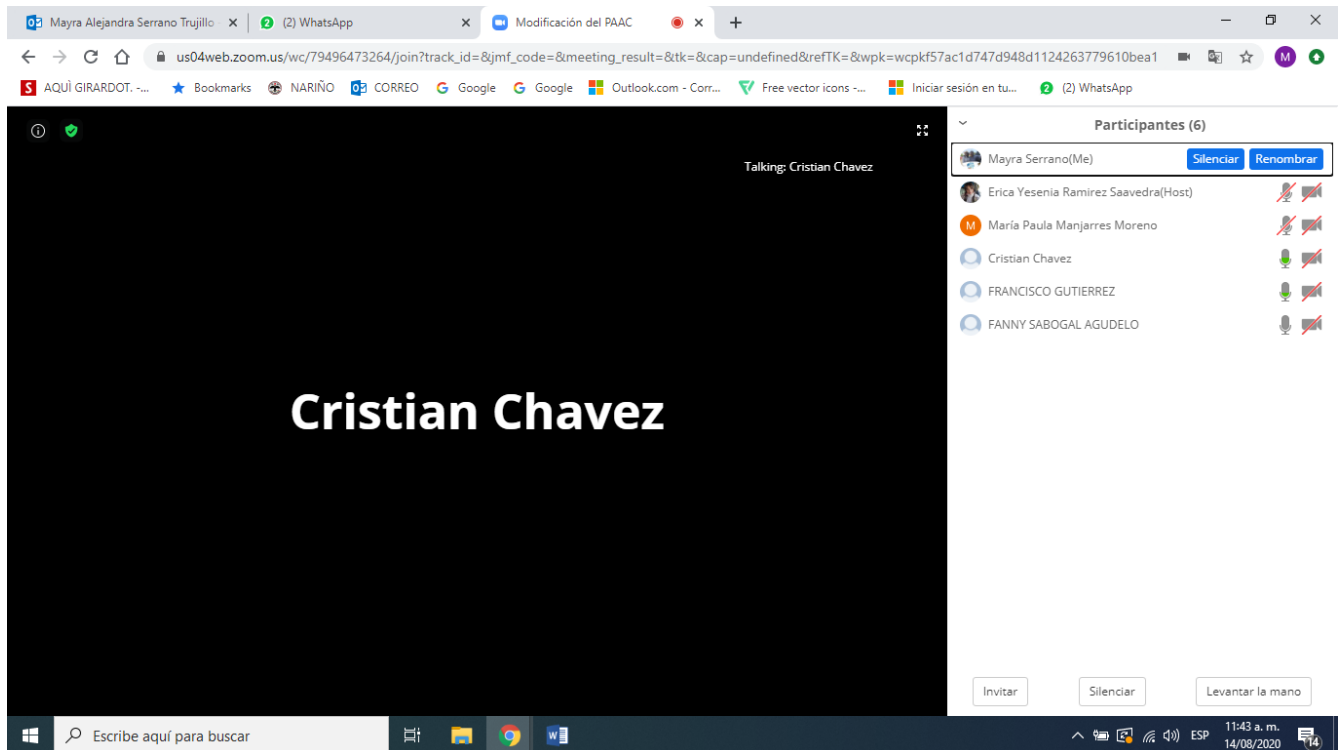 Mayra Alejandra Serrano Trujillo
(2) WhatsApp
Modificación del PAAC
us04web.zoom.us/wc/79496473264/join?track_id=&jmf_code=&meeting_result=&tk=&cap=undefined&refTK=&wpk=wcpkf57ac1d747d948d11242637796​10bea1
M
AQUÌ GIRARDOT. -... Bookmarks NARIÑO CORREO Google Google Outlook.com - Corr... Free vector icons -... Iniciar sesión en tu... (2) WhatsApp
Talking: Cristian Chavez
Cristian Chavez
Participantes (6)
Mayra Serrano(Me) Silenciar Renombrar
Erica Yesenia Ramirez Saavedra(Host)
M María Paula Manjarres Moreno
Cristian Chavez
FRANCISCO GUTIERREZ
FANNY SABOGAL AGUDELO
Invitar Silenciar Levantar la mano
Escribe aquí para buscar
ESP
11:43 a. m.
14/08/2020
14